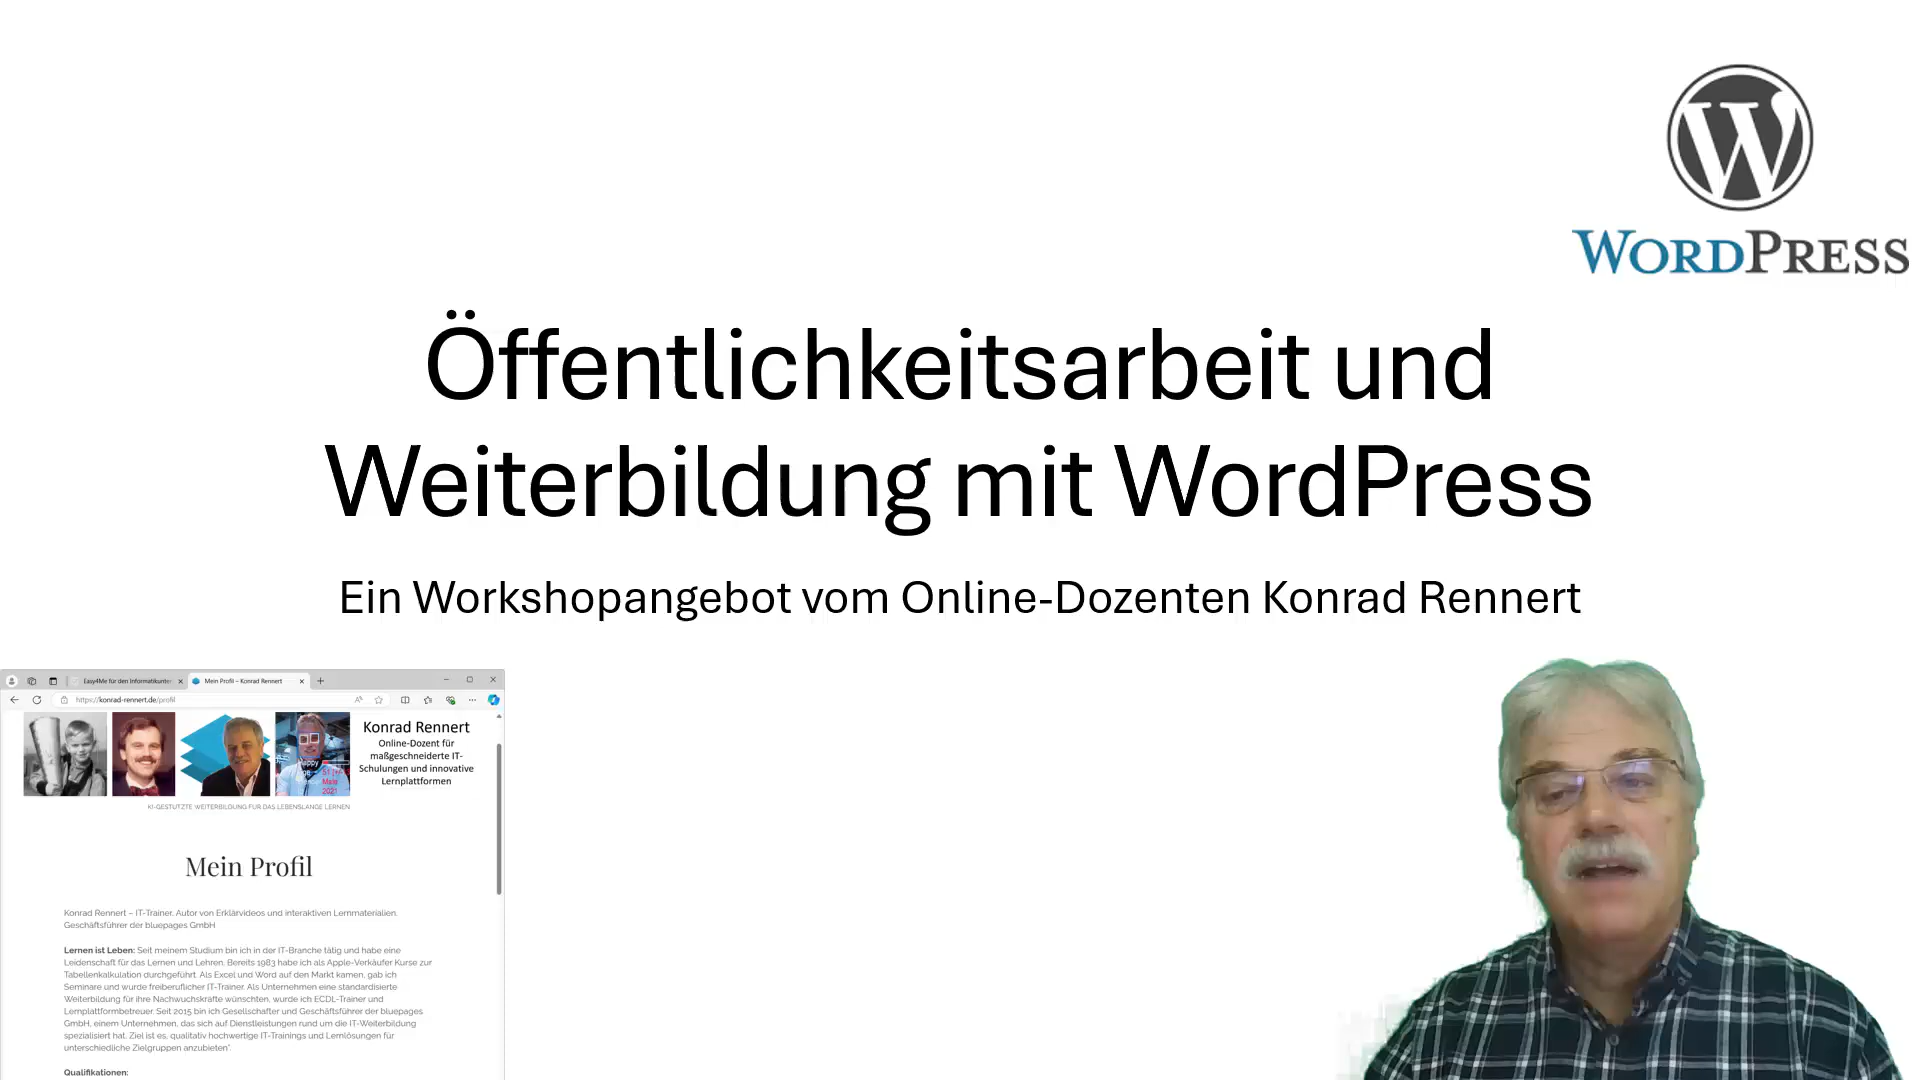 WORDPRESS
Öffentlichkeitsarbeit und
Weiterbildung mit WordPress
Ein Workshopangebot vom Online-Dozenten Konrad Rennert
Easy4Me für den Informatikunter
Mein Profil – Konrad Rennert
https://konrad-rennert.de/profil
Konrad Rennert
Online-Dozent für
maßgeschneiderte IT-
Schulungen und innovative
Lernplattformen
KI-GESTÜTZTE WEITERBILDUNG FÜR DAS LEBENSLANGE LERNEN
Mein Profil
Konrad Rennert – IT-Trainer, Autor von Erklärvideos und interaktiven Lernmaterialien,
Geschäftsführer der bluepages GmbH
Lernen ist Leben: Seit meinem Studium bin ich in der IT-Branche tätig und habe eine
Leidenschaft für das Lernen und Lehren. Bereits 1983 habe ich als Apple-Verkäufer Kurse zur
Tabellenkalkulation durchgeführt. Als Excel und Word auf den Markt kamen, gab ich
Seminare und wurde freiberuflicher IT-Trainer. Als Unternehmen eine standardisierte
Weiterbildung für ihre Nachwuchskräfte wünschten, wurde ich ECDL-Trainer und
Lernplattformbetreuer. Seit 2015 bin ich Gesellschafter und Geschäftsführer der bluepages
GmbH, einem Unternehmen, das sich auf Dienstleistungen rund um die IT-Weiterbildung
spezialisiert hat. Ziel ist es, qualitativ hochwertige IT-Trainings und Lernlösungen für
unterschiedliche Zielgruppen anzubieten".
Qualifikationen: